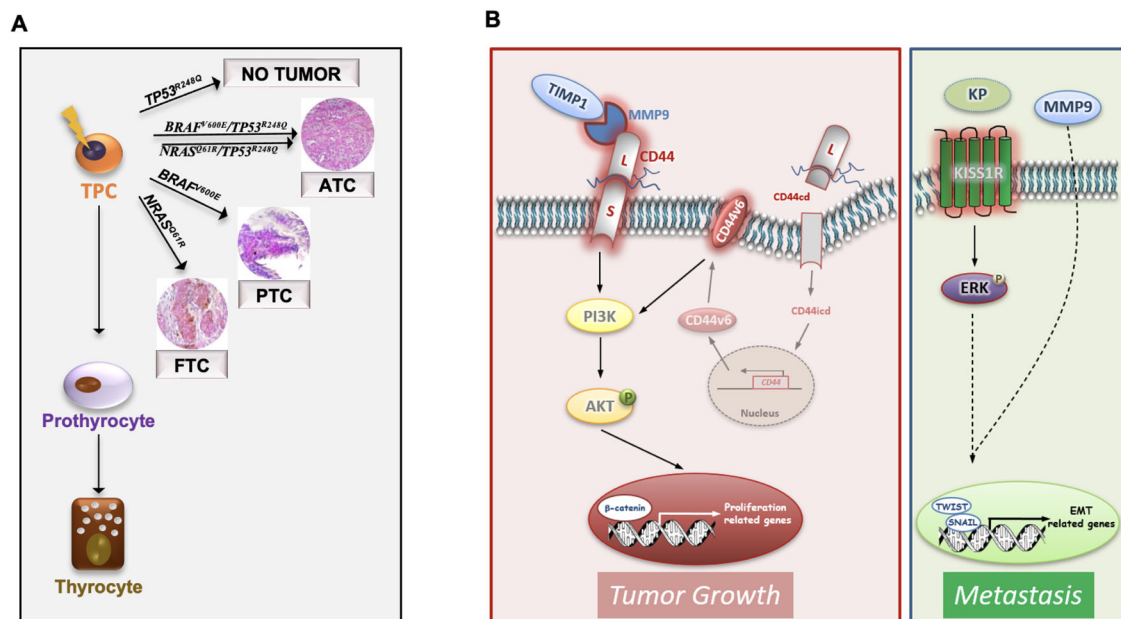 A
TP53R248Q
NO TUMOR
BRAFV600E/TP53R248Q
NRASQ61R/TP53R248Q
TPC
ATC
BRAFV600E
NRASQ61R
PTC
FTC
Prothyrocyte
Thyrocyte
B
TIMP1
MMP9
L
CD44
S
CD44v6
L
CD44cd
PI3K
CD44v6
CD44icd
CD44
Nucleus
AKT
P
β-catenin
Proliferation
related genes
Tumor Growth
KP
MMP9
KISS1R
ERK
P
TWIST
SNAIL
EMT
related genes
Metastasis